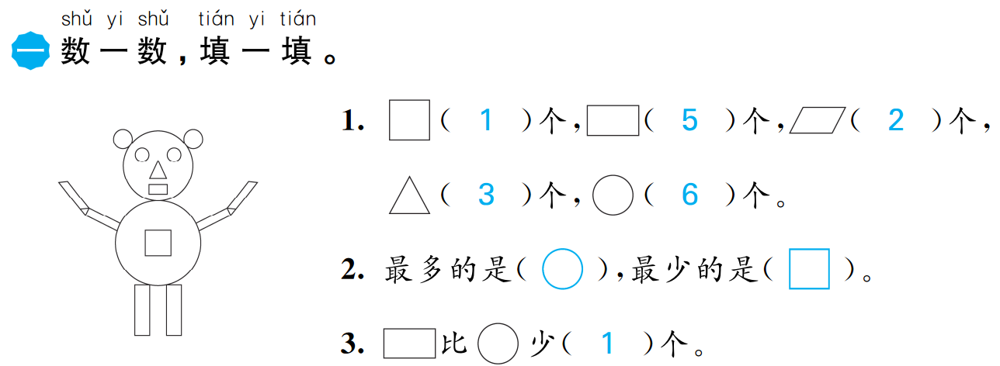 shǔ yi shǔ tián yi tián
一 数一数，填一填。
1. □( 1 )个，▭( 5 )个，▱( 2 )个，
△( 3 )个，○( 6 )个。
2. 最多的是( ○ )，最少的是( □ )。
3. ▭比○少( 1 )个。